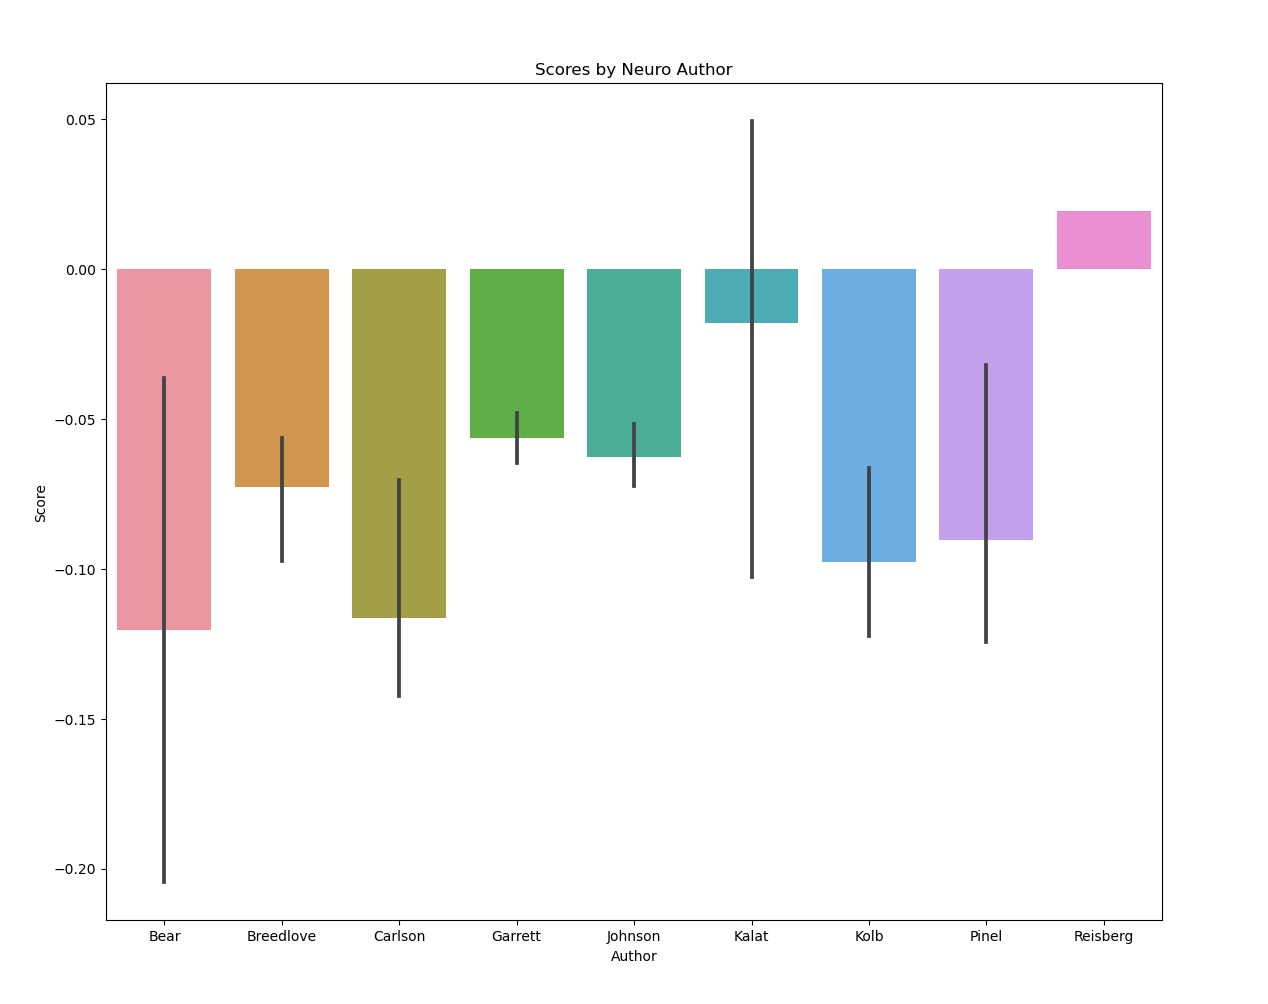 Scores by Neuro Author
0.05
0.00
−0.05
−0.10
−0.15
−0.20
Score
Bear Breedlove Carlson Garrett Johnson Kalat Kolb Pinel Reisberg
Author